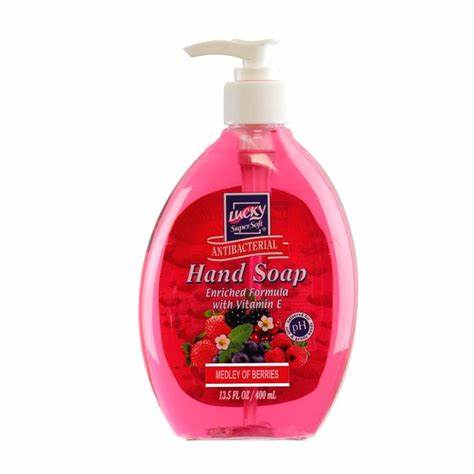 LUCKY
Super Soft
ANTIBACTERIAL
Hand Soap
Enriched Formula
with Vitamin E
pH
MEDLEY OF BERRIES
13.5 FL OZ / 400 mL